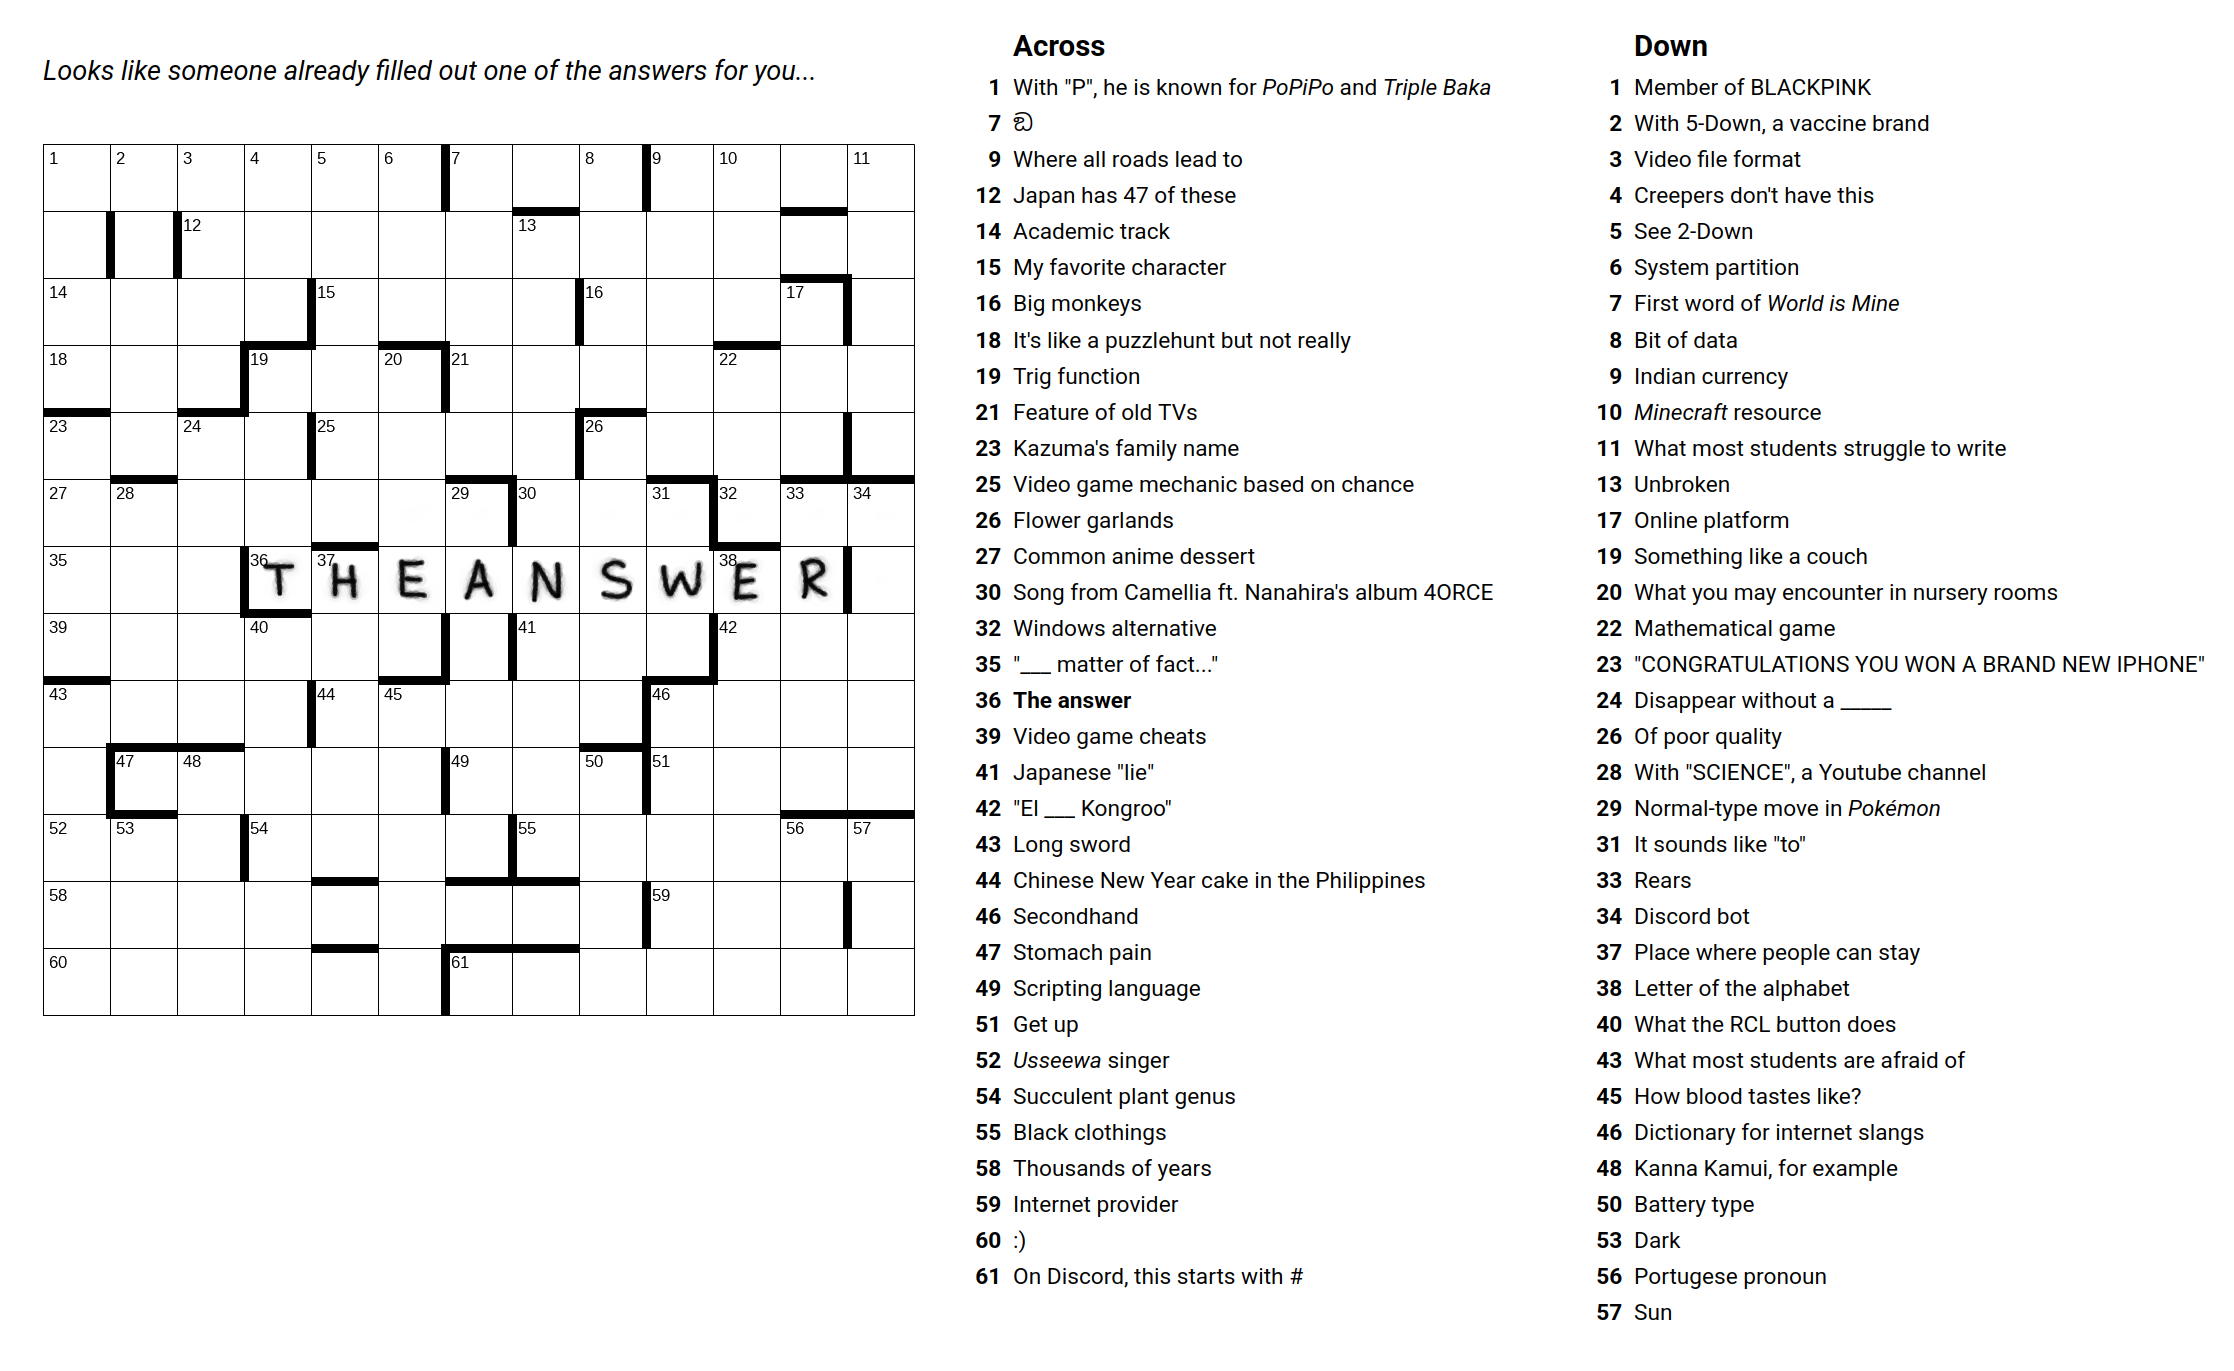 Looks like someone already filled out one of the answers for you...
1 2 3 4 5 6 7 8 9 10 11
12 13
14 15 16 17
18 19 20 21 22
23 24 25 26
27 28 29 30 31 32 33 34
35 36 37 38
T H E A N S W E R
39 40 41 42
43 44 45 46
47 48 49 50 51
52 53 54 55 56 57
58 59
60 61
Across
1 With "P", he is known for PoPiPo and Triple Baka
7 ඬ
9 Where all roads lead to
12 Japan has 47 of these
14 Academic track
15 My favorite character
16 Big monkeys
18 It's like a puzzlehunt but not really
19 Trig function
21 Feature of old TVs
23 Kazuma's family name
25 Video game mechanic based on chance
26 Flower garlands
27 Common anime dessert
30 Song from Camellia ft. Nanahira's album 4ORCE
32 Windows alternative
35 "___ matter of fact..."
36 The answer
39 Video game cheats
41 Japanese "lie"
42 "El ___ Kongroo"
43 Long sword
44 Chinese New Year cake in the Philippines
46 Secondhand
47 Stomach pain
49 Scripting language
51 Get up
52 Usseewa singer
54 Succulent plant genus
55 Black clothings
58 Thousands of years
59 Internet provider
60 :)
61 On Discord, this starts with #
Down
1 Member of BLACKPINK
2 With 5-Down, a vaccine brand
3 Video file format
4 Creepers don't have this
5 See 2-Down
6 System partition
7 First word of World is Mine
8 Bit of data
9 Indian currency
10 Minecraft resource
11 What most students struggle to write
13 Unbroken
17 Online platform
19 Something like a couch
20 What you may encounter in nursery rooms
22 Mathematical game
23 "CONGRATULATIONS YOU WON A BRAND NEW IPHONE"
24 Disappear without a _____
26 Of poor quality
28 With "SCIENCE", a Youtube channel
29 Normal-type move in Pokémon
31 It sounds like "to"
33 Rears
34 Discord bot
37 Place where people can stay
38 Letter of the alphabet
40 What the RCL button does
43 What most students are afraid of
45 How blood tastes like?
46 Dictionary for internet slangs
48 Kanna Kamui, for example
50 Battery type
53 Dark
56 Portugese pronoun
57 Sun